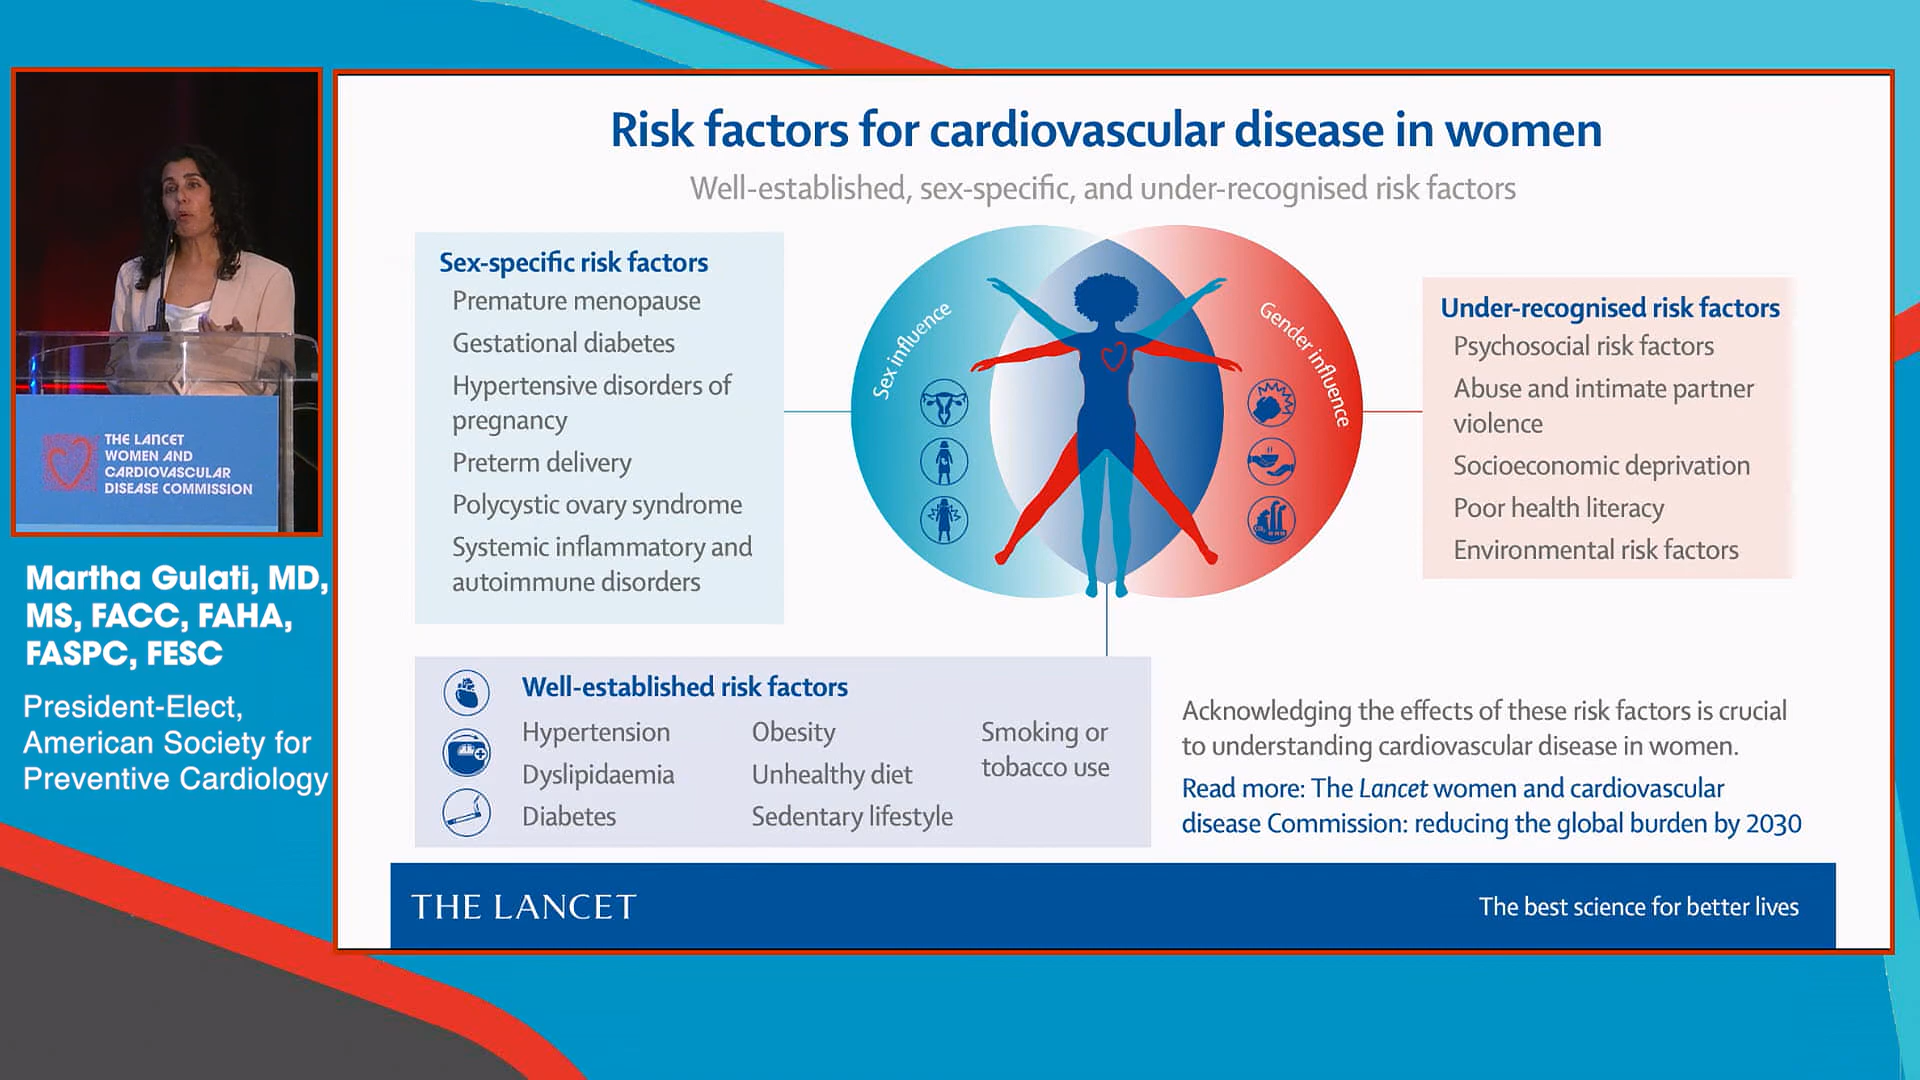 THE LANCET
WOMEN AND
CARDIOVASCULAR
DISEASE COMMISSION
Martha Gulati, MD,
MS, FACC, FAHA,
FASPC, FESC
President-Elect,
American Society for
Preventive Cardiology
Risk factors for cardiovascular disease in women
Well-established, sex-specific, and under-recognised risk factors
Sex-specific risk factors
Premature menopause
Gestational diabetes
Hypertensive disorders of
pregnancy
Preterm delivery
Polycystic ovary syndrome
Systemic inflammatory and
autoimmune disorders
Sex influence
Gender influence
Under-recognised risk factors
Psychosocial risk factors
Abuse and intimate partner
violence
Socioeconomic deprivation
Poor health literacy
Environmental risk factors
Well-established risk factors
Hypertension
Dyslipidaemia
Diabetes
Obesity
Unhealthy diet
Sedentary lifestyle
Smoking or
tobacco use
Acknowledging the effects of these risk factors is crucial
to understanding cardiovascular disease in women.
Read more: The Lancet women and cardiovascular
disease Commission: reducing the global burden by 2030
THE LANCET
The best science for better lives